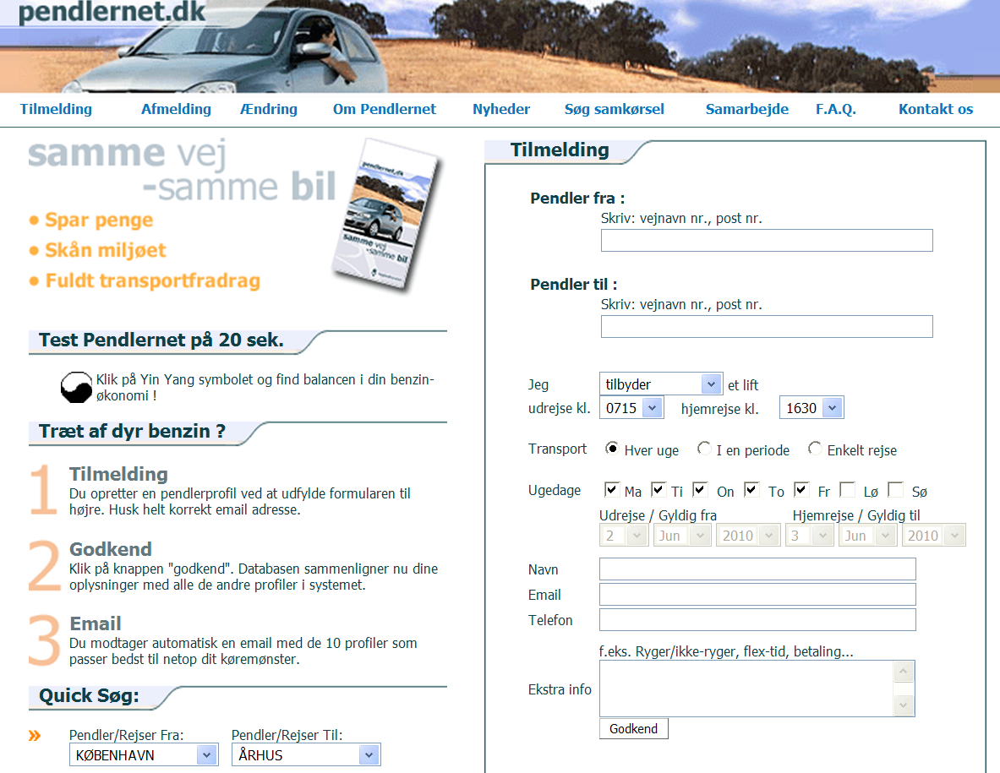 pendlernet.dk
Tilmelding Afmelding Ændring Om Pendlernet Nyheder Søg samkørsel Samarbejde F.A.Q. Kontakt os
samme vej
-samme bil
• Spar penge
• Skån miljøet
• Fuldt transportfradrag
pendlernet.dk
samme vej
-samme bil
Test Pendlernet på 20 sek.
Klik på Yin Yang symbolet og find balancen i din benzin-
økonomi !
Træt af dyr benzin ?
1 Tilmelding
Du opretter en pendlerprofil ved at udfylde formularen til
højre. Husk helt korrekt email adresse.
2 Godkend
Klik på knappen "godkend". Databasen sammenligner nu dine
oplysninger med alle de andre profiler i systemet.
3 Email
Du modtager automatisk en email med de 10 profiler som
passer bedst til netop dit køremønster.
Quick Søg:
Pendler/Rejser Fra: Pendler/Rejser Til:
KØBENHAVN ÅRHUS
Tilmelding
Pendler fra :
Skriv: vejnavn nr., post nr.
Pendler til :
Skriv: vejnavn nr., post nr.
Jeg tilbyder et lift
udrejse kl. 0715 hjemrejse kl. 1630
Transport Hver uge I en periode Enkelt rejse
Ugedage Ma Ti On To Fr Lø Sø
Udrejse / Gyldig fra Hjemrejse / Gyldig til
2 Jun 2010 3 Jun 2010
Navn
Email
Telefon
f.eks. Ryger/ikke-ryger, flex-tid, betaling...
Ekstra info
Godkend